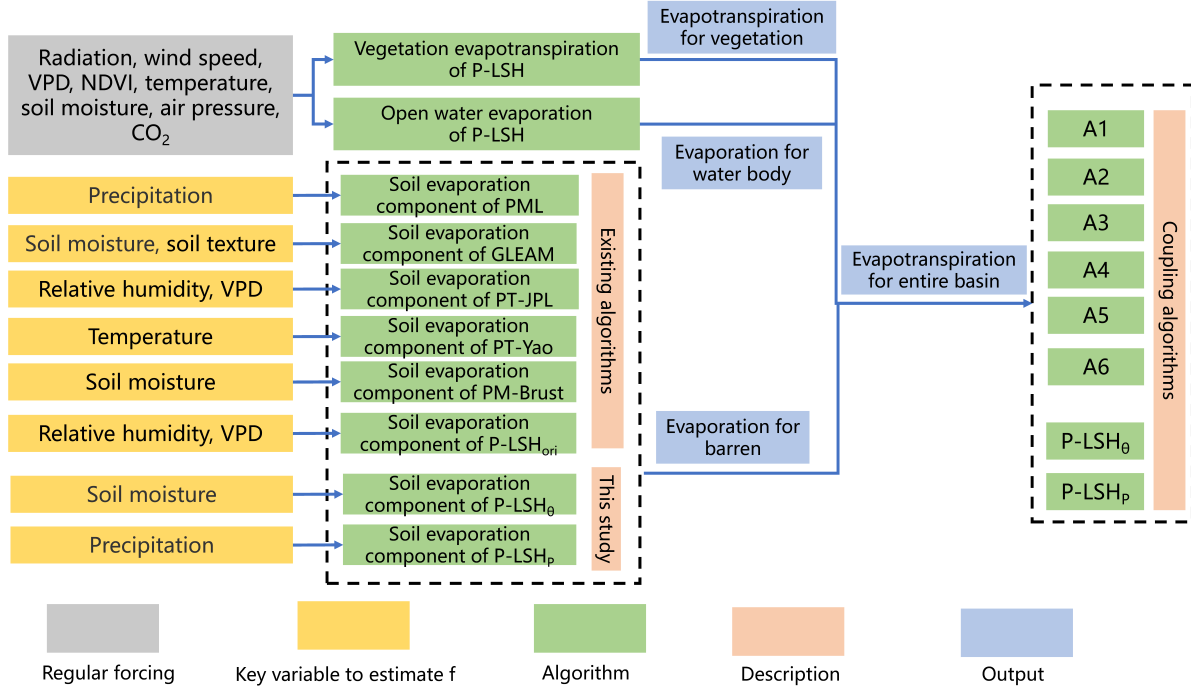 Radiation, wind speed,
VPD, NDVI, temperature,
soil moisture, air pressure,
CO₂
Vegetation evapotranspiration
of P-LSH
Open water evaporation
of P-LSH
Evapotranspiration
for vegetation
Evaporation for
water body
Precipitation
Soil evaporation
component of PML
Soil moisture, soil texture
Soil evaporation
component of GLEAM
Relative humidity, VPD
Soil evaporation
component of PT-JPL
Temperature
Soil evaporation
component of PT-Yao
Soil moisture
Soil evaporation
component of PM-Brust
Relative humidity, VPD
Soil evaporation
component of P-LSHori
Existing algorithms
Soil moisture
Soil evaporation
component of P-LSHθ
Precipitation
Soil evaporation
component of P-LSHP
This study
Evaporation for
barren
Evapotranspiration
for entire basin
A1
A2
A3
A4
A5
A6
P-LSHθ
P-LSHP
Coupling algorithms
Regular forcing
Key variable to estimate f
Algorithm
Description
Output